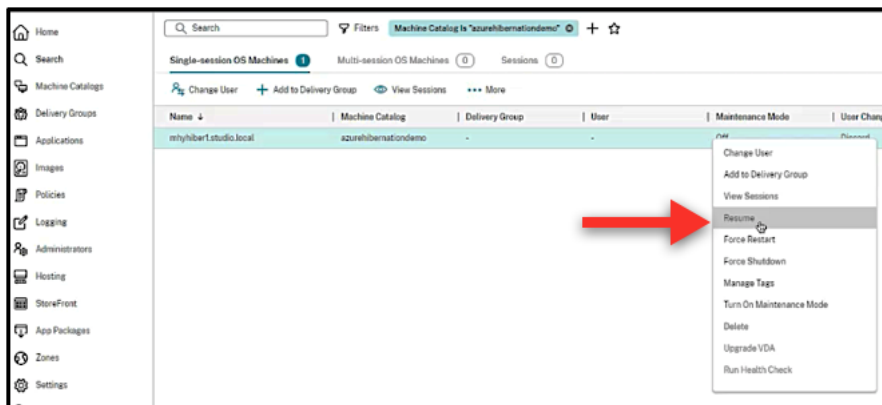 Home
Search
Machine Catalogs
Delivery Groups
Applications
Images
Policies
Logging
Administrators
Hosting
StoreFront
App Packages
Zones
Settings
Search Filters Machine Catalog Is "azurehibernationdemo"
Single-session OS Machines 1 Multi-session OS Machines (0) Sessions (0)
Change User Add to Delivery Group View Sessions More
Name ↓ Machine Catalog Delivery Group User Maintenance Mode User Chang
mhyhiber1.studio.local azurehibernationdemo - - Off Discard
Change User
Add to Delivery Group
View Sessions
Resume
Force Restart
Force Shutdown
Manage Tags
Turn On Maintenance Mode
Delete
Upgrade VDA
Run Health Check